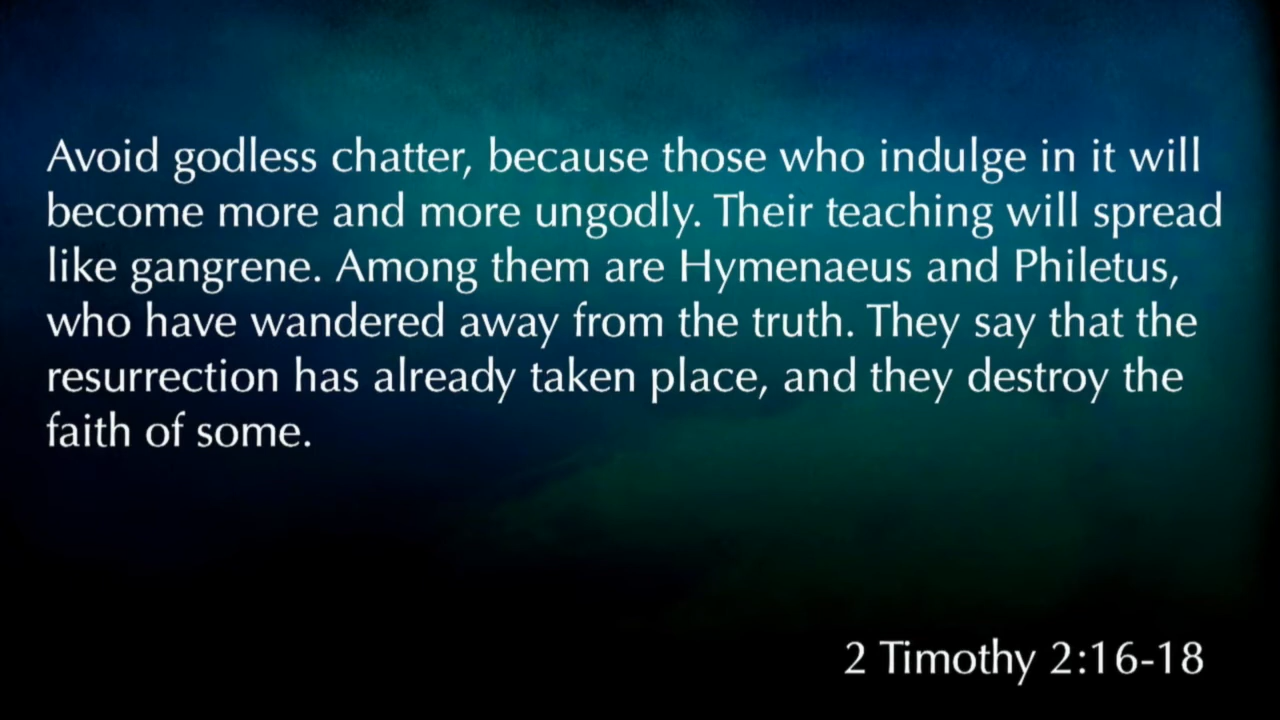 Avoid godless chatter, because those who indulge in it will
become more and more ungodly. Their teaching will spread
like gangrene. Among them are Hymenaeus and Philetus,
who have wandered away from the truth. They say that the
resurrection has already taken place, and they destroy the
faith of some.
2 Timothy 2:16-18